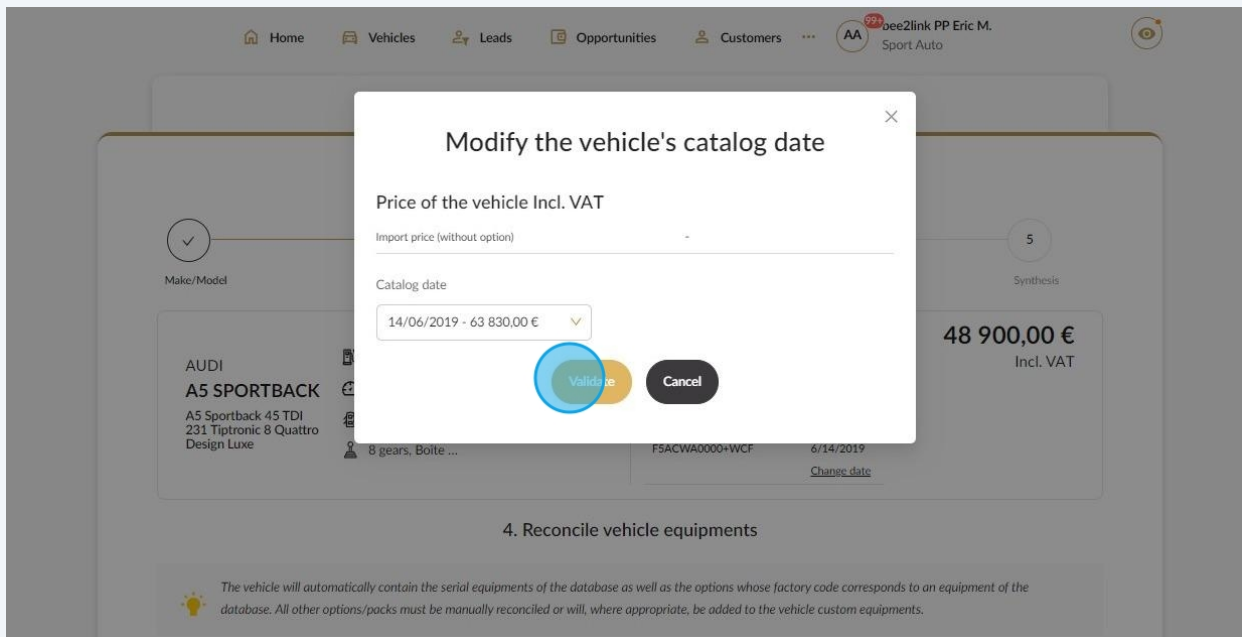 Home Vehicles Leads Opportunities Customers ... AA 99+ bee2link PP Eric M.
Sport Auto
Modify the vehicle's catalog date
Price of the vehicle Incl. VAT
Import price (without option) -
5
Make/Model
Synthesis
Catalog date
14/06/2019 - 63 830,00 €
48 900,00 €
Incl. VAT
AUDI
A5 SPORTBACK
A5 Sportback 45 TDI
231 Tiptronic 8 Quattro
Design Luxe
Validate
Cancel
8 gears, Boite ...
F5ACWA0000+WCF
6/14/2019
Change date
4. Reconcile vehicle equipments
The vehicle will automatically contain the serial equipments of the database as well as the options whose factory code corresponds to an equipment of the
database. All other options/packs must be manually reconciled or will, where appropriate, be added to the vehicle custom equipments.